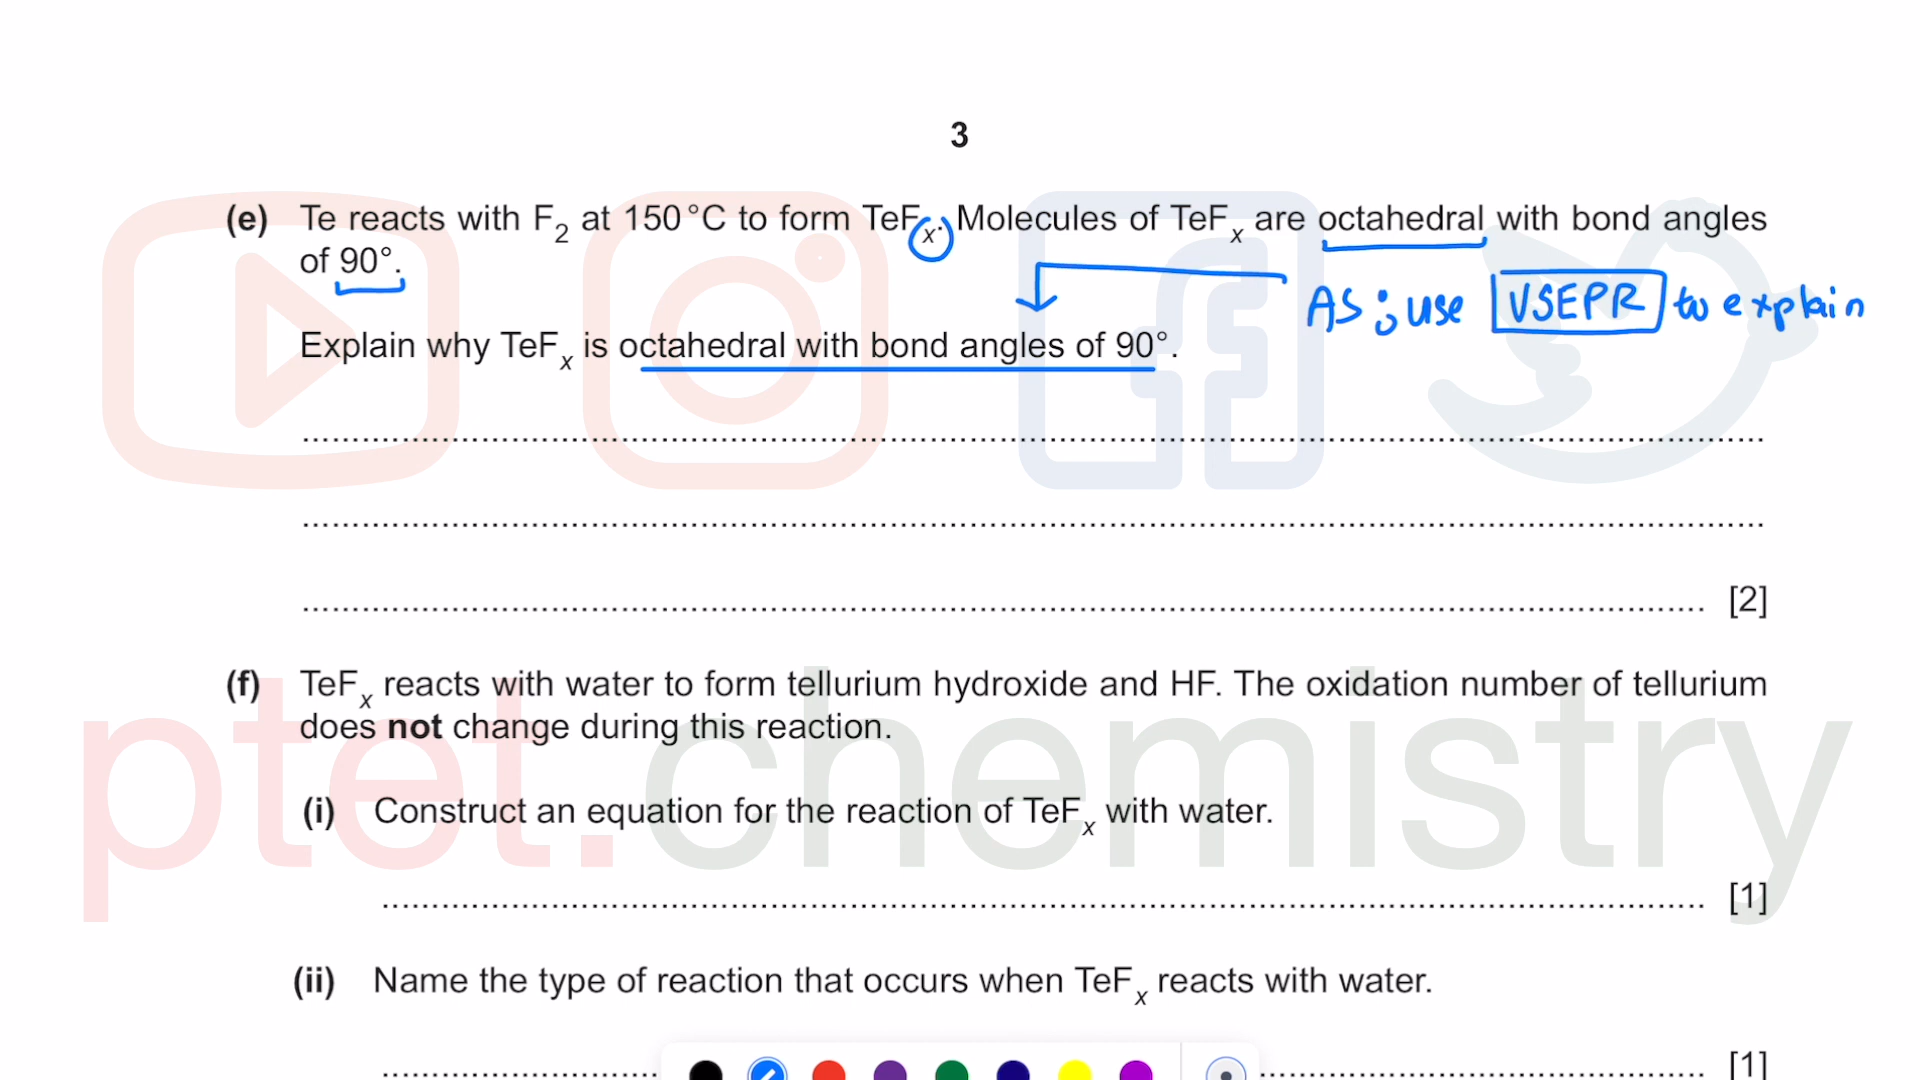 3
(e) Te reacts with F2 at 150 °C to form TeFx. Molecules of TeFx are octahedral with bond angles
of 90°.
AS ; use VSEPR to explain
Explain why TeFx is octahedral with bond angles of 90°.
[2]
(f) TeFx reacts with water to form tellurium hydroxide and HF. The oxidation number of tellurium
does not change during this reaction.
ptet.chemistry
(i) Construct an equation for the reaction of TeFx with water.
[1]
(ii) Name the type of reaction that occurs when TeFx reacts with water.
[1]